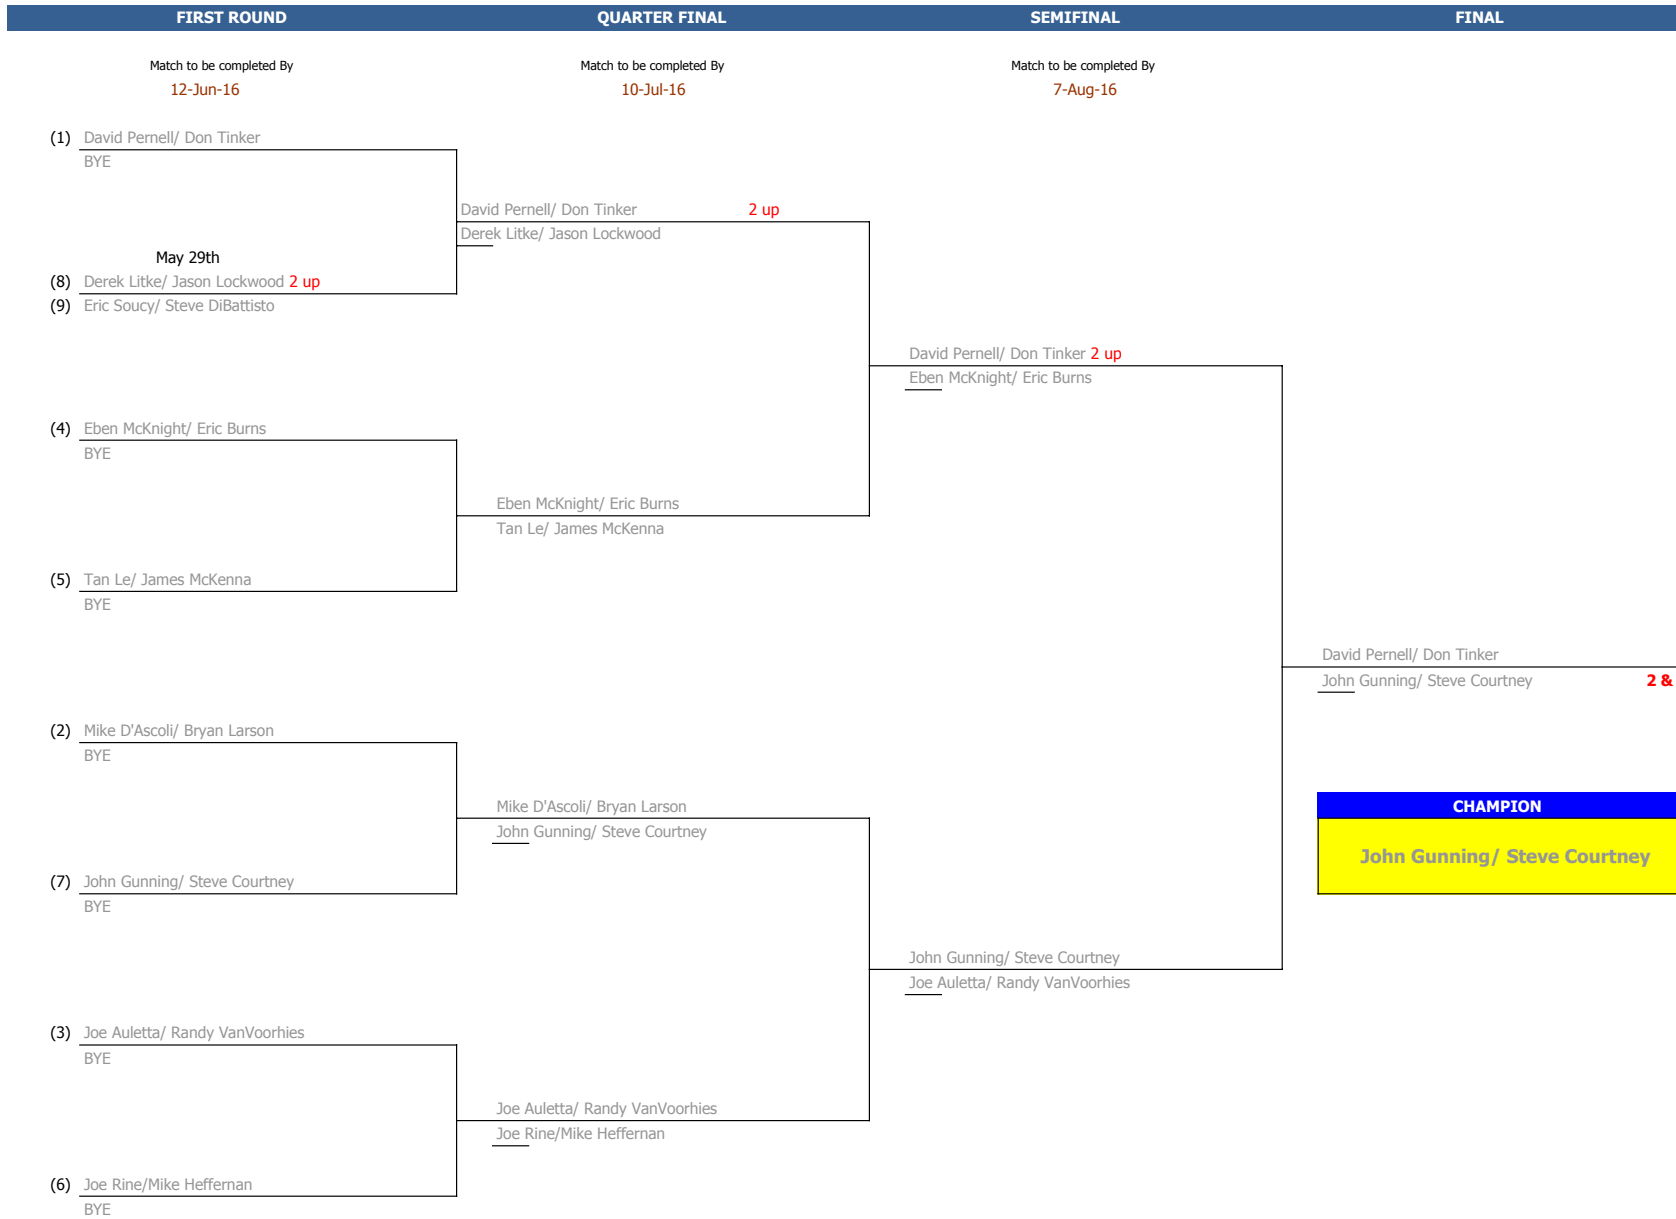 FIRST ROUND QUARTER FINAL SEMIFINAL FINAL
Match to be completed By Match to be completed By Match to be completed By
12-Jun-16 10-Jul-16 7-Aug-16
(1) David Pernell/ Don Tinker
BYE
David Pernell/ Don Tinker 2 up
Derek Litke/ Jason Lockwood
May 29th
(8) Derek Litke/ Jason Lockwood 2 up
(9) Eric Soucy/ Steve DiBattisto
David Pernell/ Don Tinker 2 up
Eben McKnight/ Eric Burns
(4) Eben McKnight/ Eric Burns
BYE
Eben McKnight/ Eric Burns
Tan Le/ James McKenna
(5) Tan Le/ James McKenna
BYE
David Pernell/ Don Tinker
John Gunning/ Steve Courtney 2 &
(2) Mike D'Ascoli/ Bryan Larson
BYE
Mike D'Ascoli/ Bryan Larson
John Gunning/ Steve Courtney
CHAMPION
John Gunning/ Steve Courtney
(7) John Gunning/ Steve Courtney
BYE
John Gunning/ Steve Courtney
Joe Auletta/ Randy VanVoorhies
(3) Joe Auletta/ Randy VanVoorhies
BYE
Joe Auletta/ Randy VanVoorhies
Joe Rine/Mike Heffernan
(6) Joe Rine/Mike Heffernan
BYE